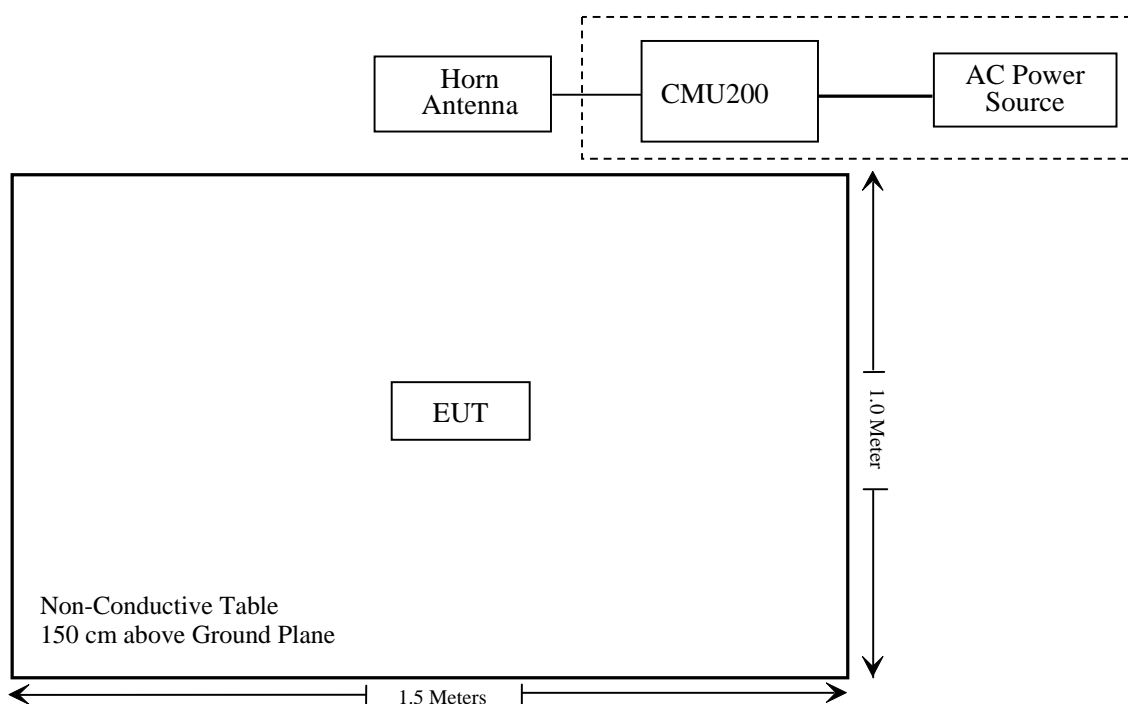 Horn
Antenna
CMU200
AC Power
Source
EUT
1.0 Meter
Non-Conductive Table
150 cm above Ground Plane
1.5 Meters